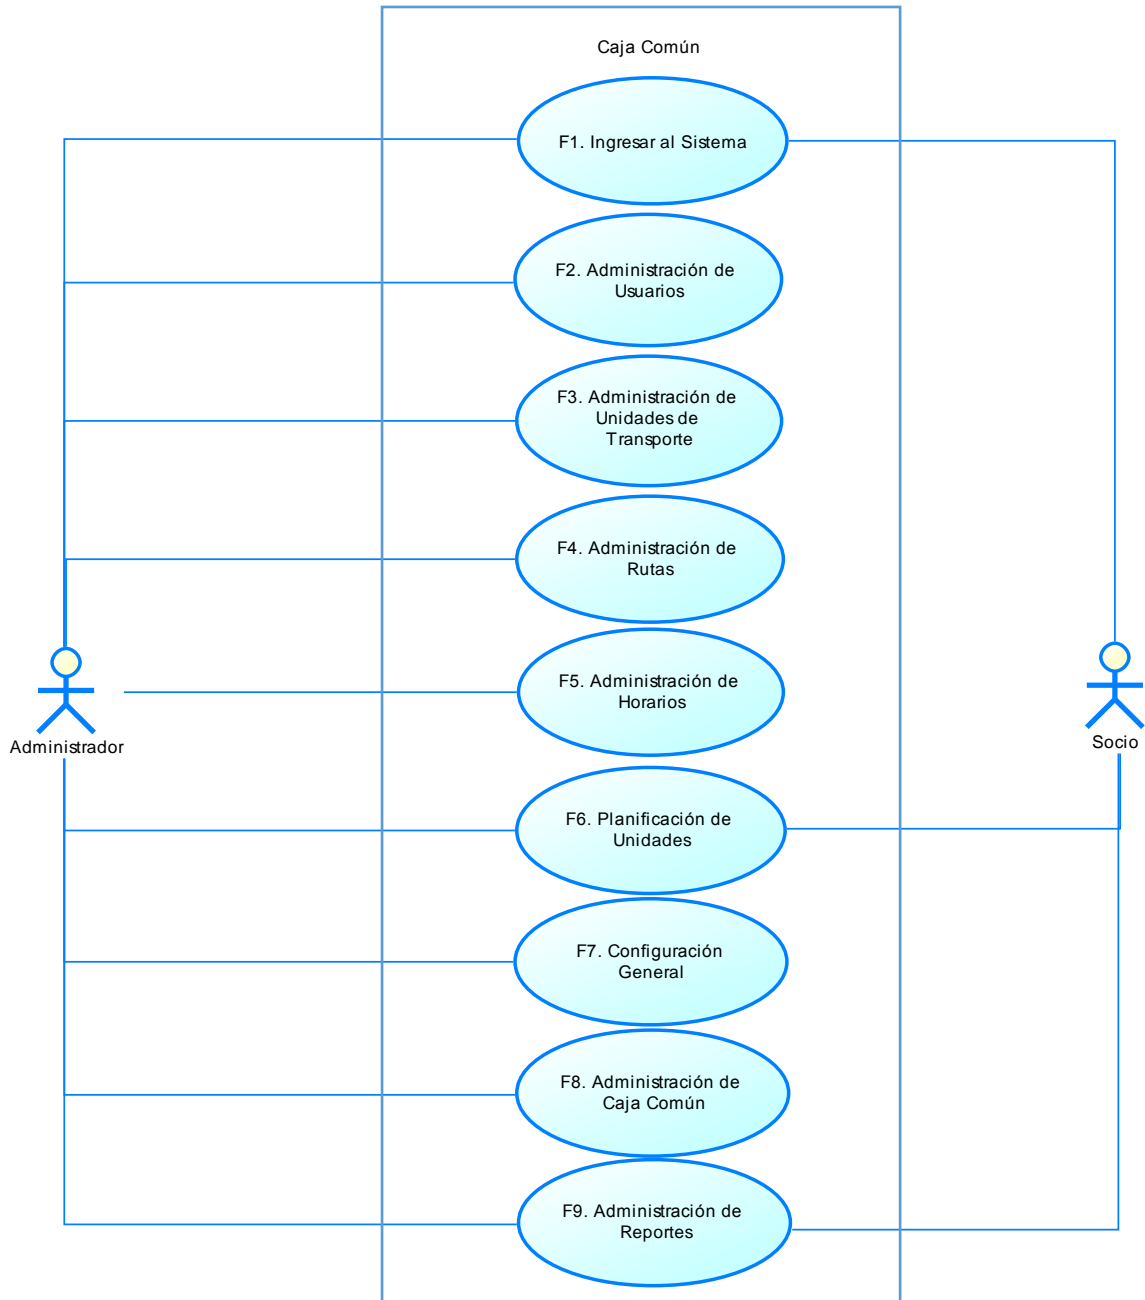 Caja Común
F1. Ingresar al Sistema
F2. Administración de
Usuarios
F3. Administración de
Unidades de
Transporte
F4. Administración de
Rutas
F5. Administración de
Horarios
Administrador
Socio
F6. Planificación de
Unidades
F7. Configuración
General
F8. Administración de
Caja Común
F9. Administración de
Reportes